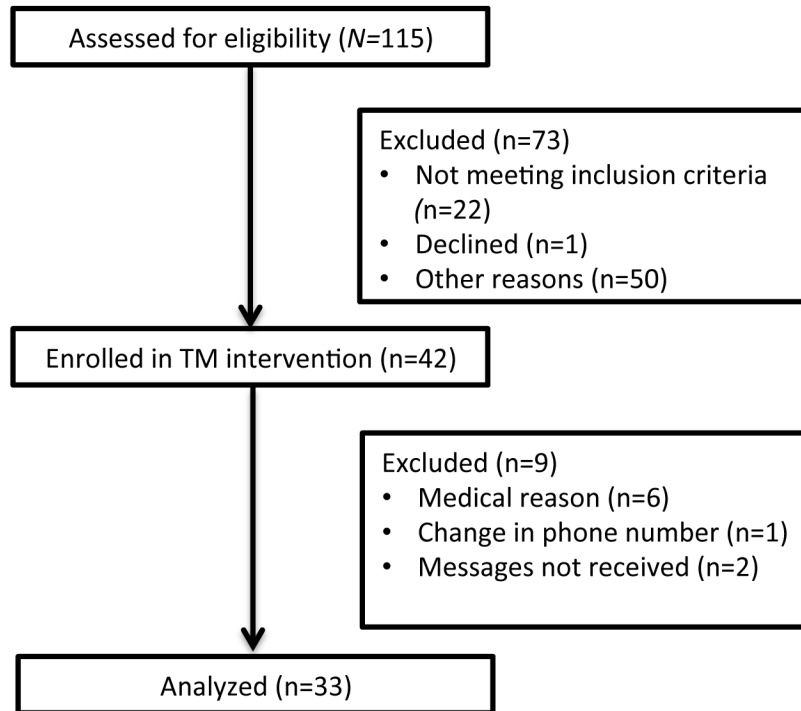 Assessed for eligibility (N=115)
Excluded (n=73)
• Not meeting inclusion criteria
(n=22)
• Declined (n=1)
• Other reasons (n=50)
Enrolled in TM intervention (n=42)
Excluded (n=9)
• Medical reason (n=6)
• Change in phone number (n=1)
• Messages not received (n=2)
Analyzed (n=33)